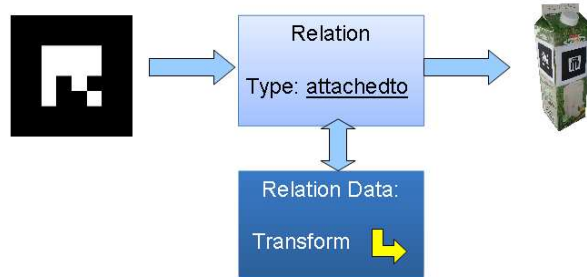 Relation
Type: attachedto
Relation Data:
Transform